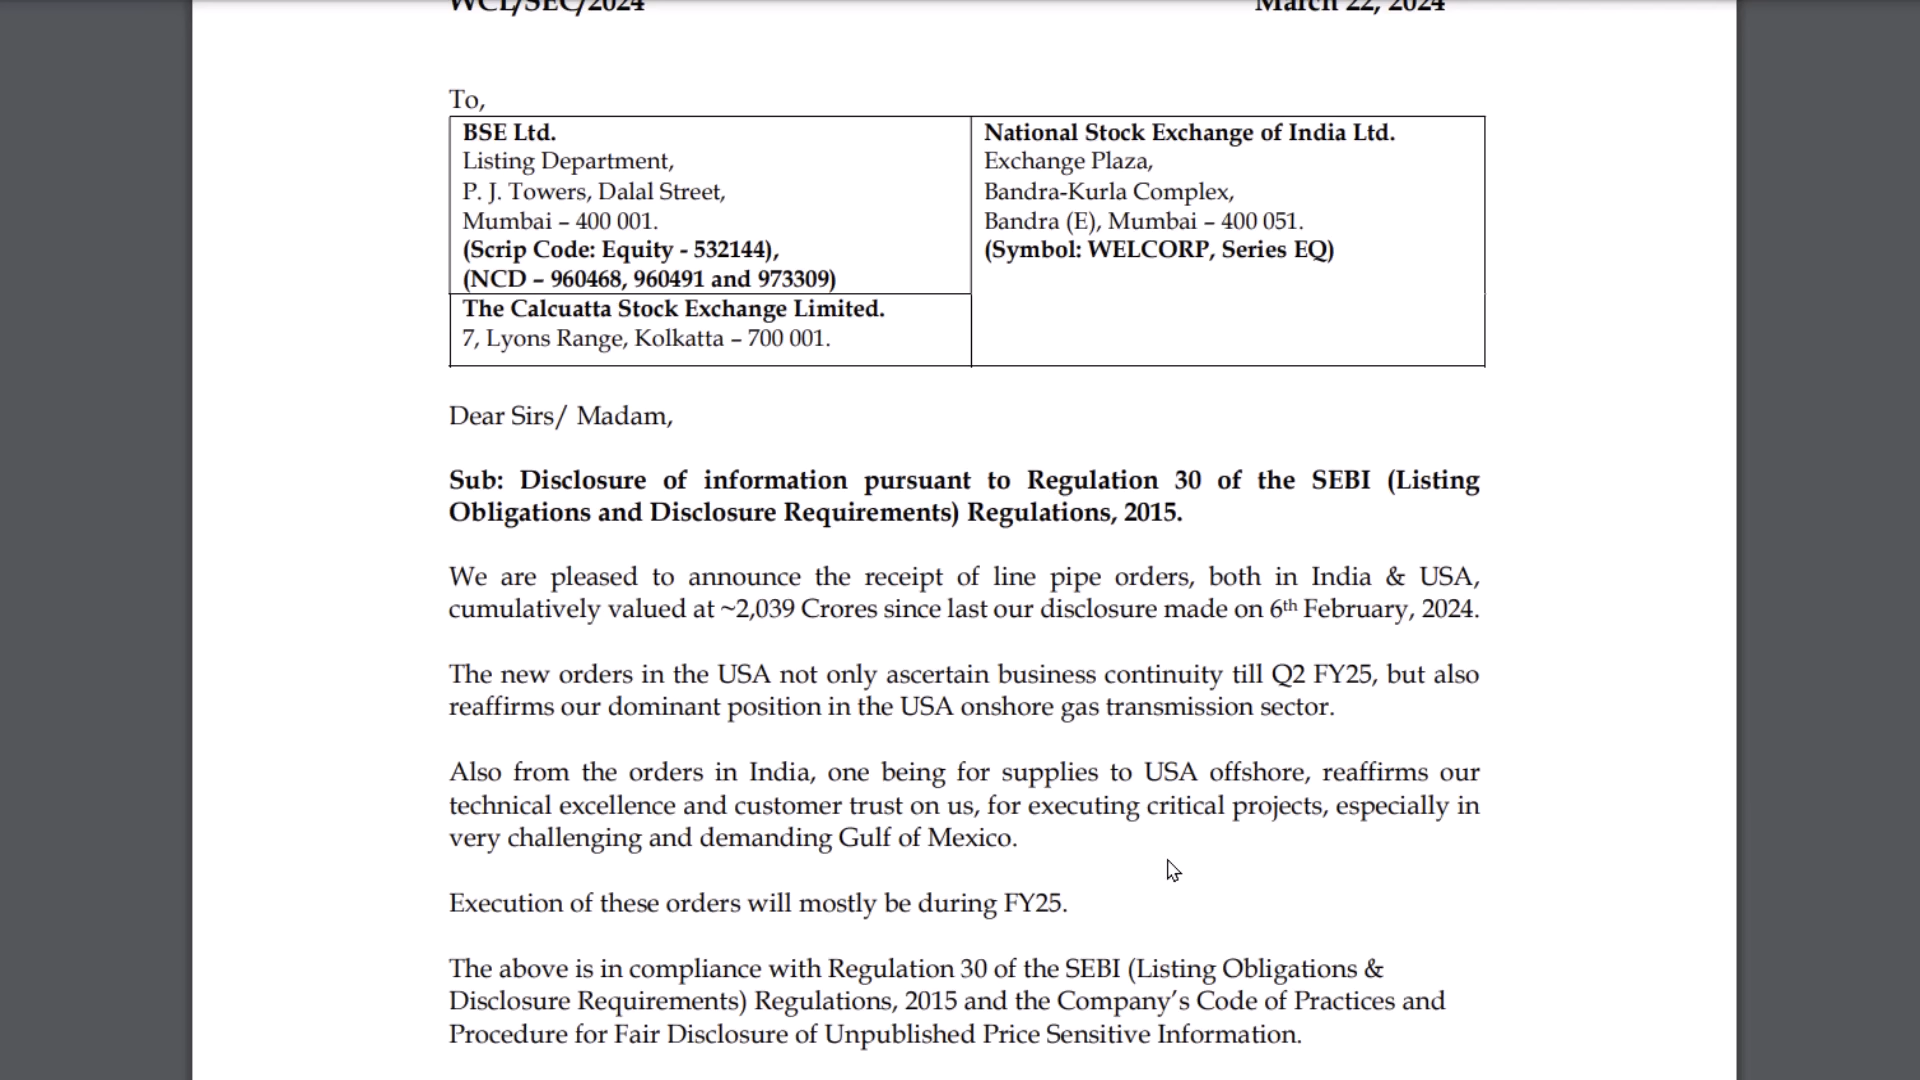 WCL/SEC/2024 March 22, 2024
To,
BSE Ltd.
Listing Department,
P. J. Towers, Dalal Street,
Mumbai – 400 001.
(Scrip Code: Equity - 532144),
(NCD – 960468, 960491 and 973309)
National Stock Exchange of India Ltd.
Exchange Plaza,
Bandra-Kurla Complex,
Bandra (E), Mumbai – 400 051.
(Symbol: WELCORP, Series EQ)
The Calcuatta Stock Exchange Limited.
7, Lyons Range, Kolkatta – 700 001.
Dear Sirs/ Madam,
Sub: Disclosure of information pursuant to Regulation 30 of the SEBI (Listing
Obligations and Disclosure Requirements) Regulations, 2015.
We are pleased to announce the receipt of line pipe orders, both in India & USA,
cumulatively valued at ~2,039 Crores since last our disclosure made on 6th February, 2024.
The new orders in the USA not only ascertain business continuity till Q2 FY25, but also
reaffirms our dominant position in the USA onshore gas transmission sector.
Also from the orders in India, one being for supplies to USA offshore, reaffirms our
technical excellence and customer trust on us, for executing critical projects, especially in
very challenging and demanding Gulf of Mexico.
Execution of these orders will mostly be during FY25.
The above is in compliance with Regulation 30 of the SEBI (Listing Obligations &
Disclosure Requirements) Regulations, 2015 and the Company’s Code of Practices and
Procedure for Fair Disclosure of Unpublished Price Sensitive Information.